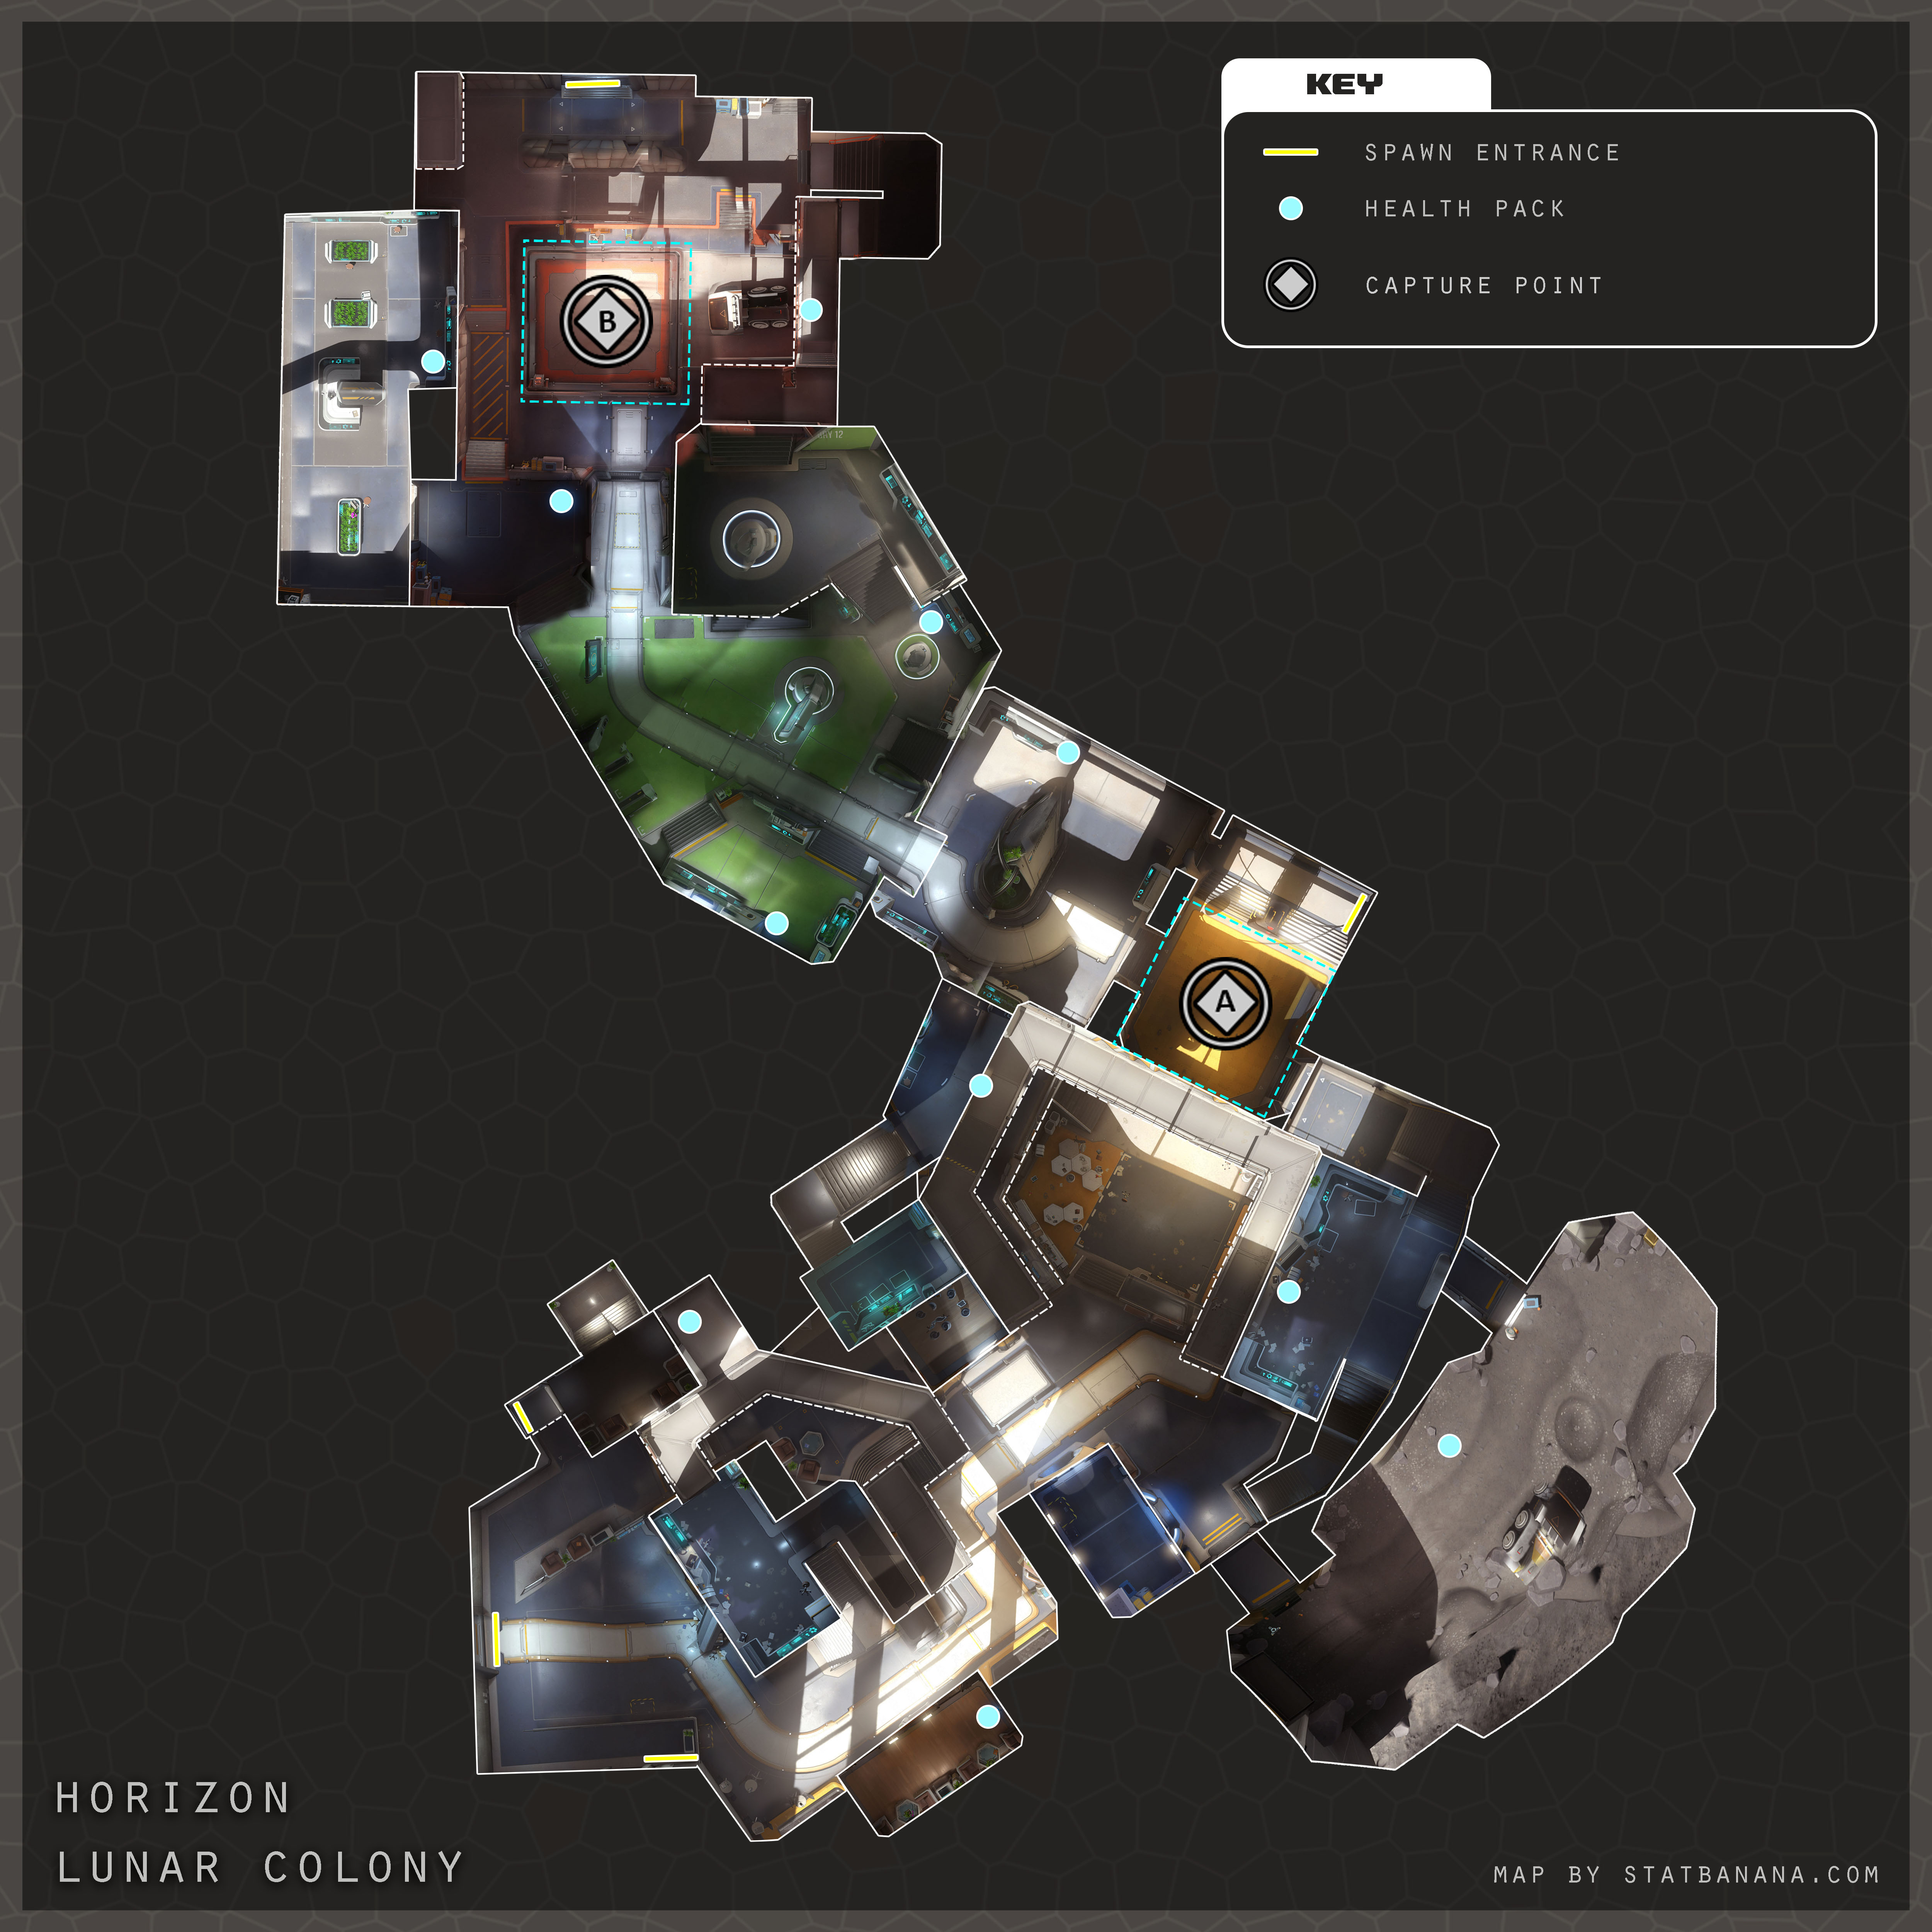 KEY
SPAWN ENTRANCE
HEALTH PACK
CAPTURE POINT
B
A
HORIZON
LUNAR COLONY
MAP BY STATBANANA.COM